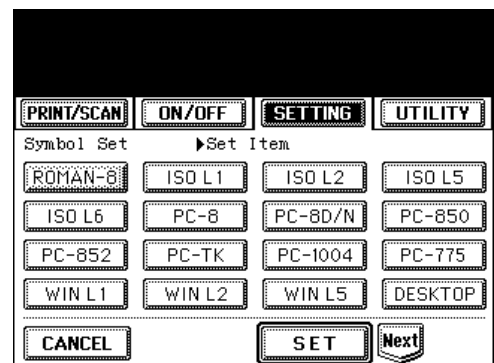 PRINT/SCAN ON/OFF SETTING UTILITY
Symbol Set ▶Set Item
ROMAN-8 ISO L1 ISO L2 ISO L5
ISO L6 PC-8 PC-8D/N PC-850
PC-852 PC-TK PC-1004 PC-775
WIN L1 WIN L2 WIN L5 DESKTOP
CANCEL SET Next